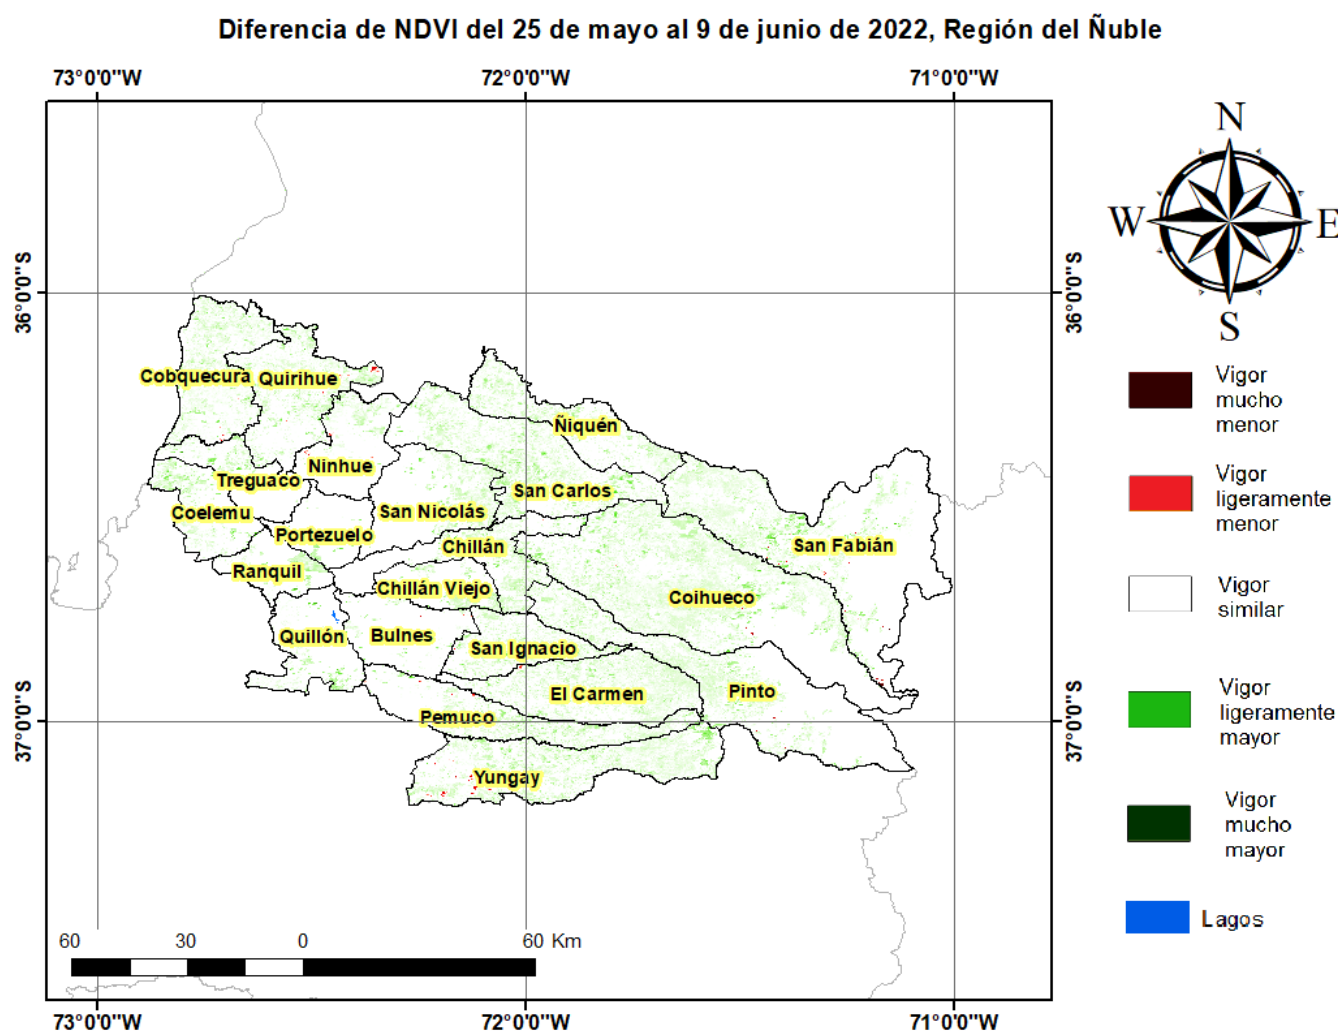 Diferencia de NDVI del 25 de mayo al 9 de junio de 2022, Región del Ñuble
73°0'0"W
72°0'0"W
71°0'0"W
N
W
E
S
36°0'0"S
36°0'0"S
Cobquecura
Quirihue
Ñiquén
Ninhue
Treguaco
San Carlos
Coelemu
San Nicolás
Portezuelo
Chillán
San Fabián
Ranquil
Chillán Viejo
Coihueco
Quillón
Bulnes
San Ignacio
El Carmen
Pinto
Pemuco
Yungay
37°0'0"S
37°0'0"S
Vigor
mucho
menor
Vigor
ligeramente
menor
Vigor
similar
Vigor
ligeramente
mayor
Vigor
mucho
mayor
Lagos
60 30 0 60 Km
73°0'0"W
72°0'0"W
71°0'0"W